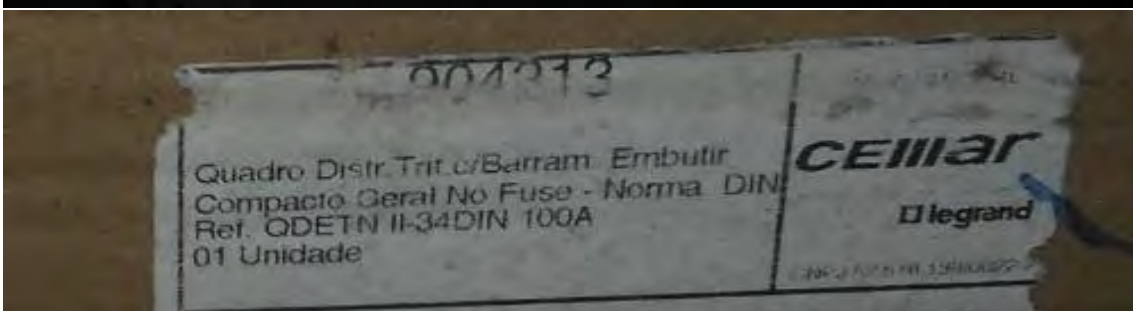 904213
Quadro Distr.Trif.c/Barram. Embutir
Compacto Geral No Fuse - Norma DIN
Ref. QDETN II-34DIN 100A
01 Unidade
CEMAR
legrand